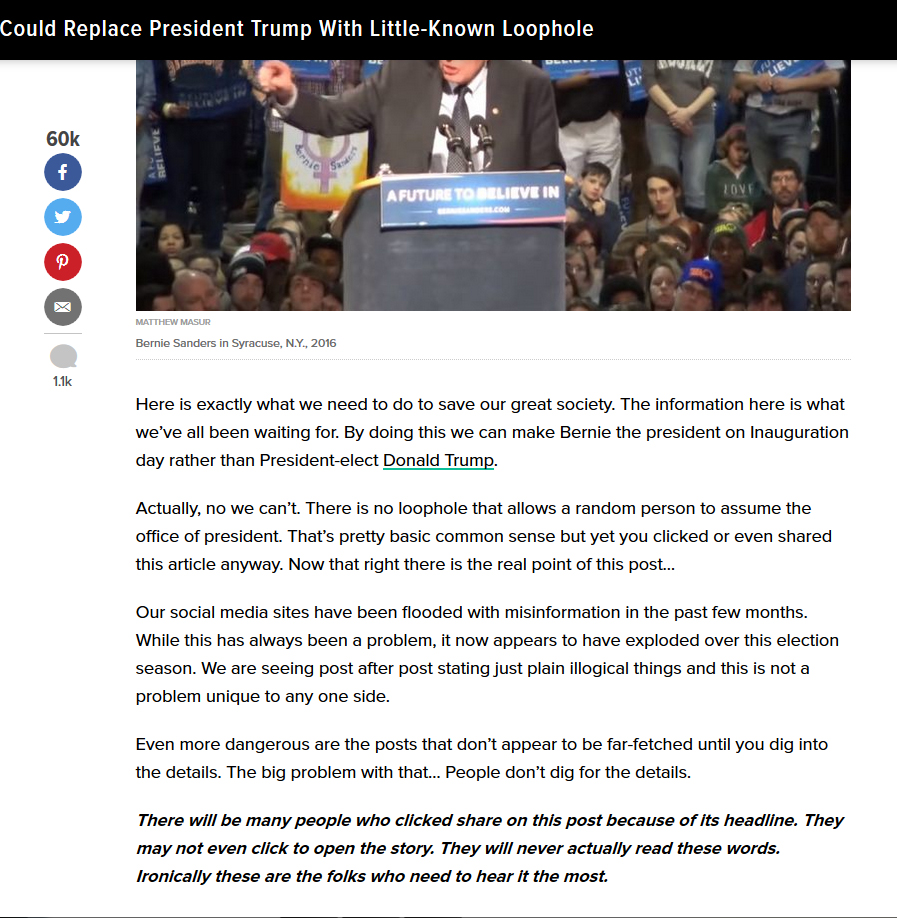 Could Replace President Trump With Little-Known Loophole
60k
1.1k
A FUTURE TO BELIEVE IN
BERNIESANDERS.COM
Bernie Sanders
LOVE
MATTHEW MASUR
Bernie Sanders in Syracuse, N.Y., 2016
Here is exactly what we need to do to save our great society. The information here is what
we’ve all been waiting for. By doing this we can make Bernie the president on Inauguration
day rather than President-elect Donald Trump.
Actually, no we can’t. There is no loophole that allows a random person to assume the
office of president. That’s pretty basic common sense but yet you clicked or even shared
this article anyway. Now that right there is the real point of this post...
Our social media sites have been flooded with misinformation in the past few months.
While this has always been a problem, it now appears to have exploded over this election
season. We are seeing post after post stating just plain illogical things and this is not a
problem unique to any one side.
Even more dangerous are the posts that don’t appear to be far-fetched until you dig into
the details. The big problem with that... People don’t dig for the details.
There will be many people who clicked share on this post because of its headline. They
may not even click to open the story. They will never actually read these words.
Ironically these are the folks who need to hear it the most.